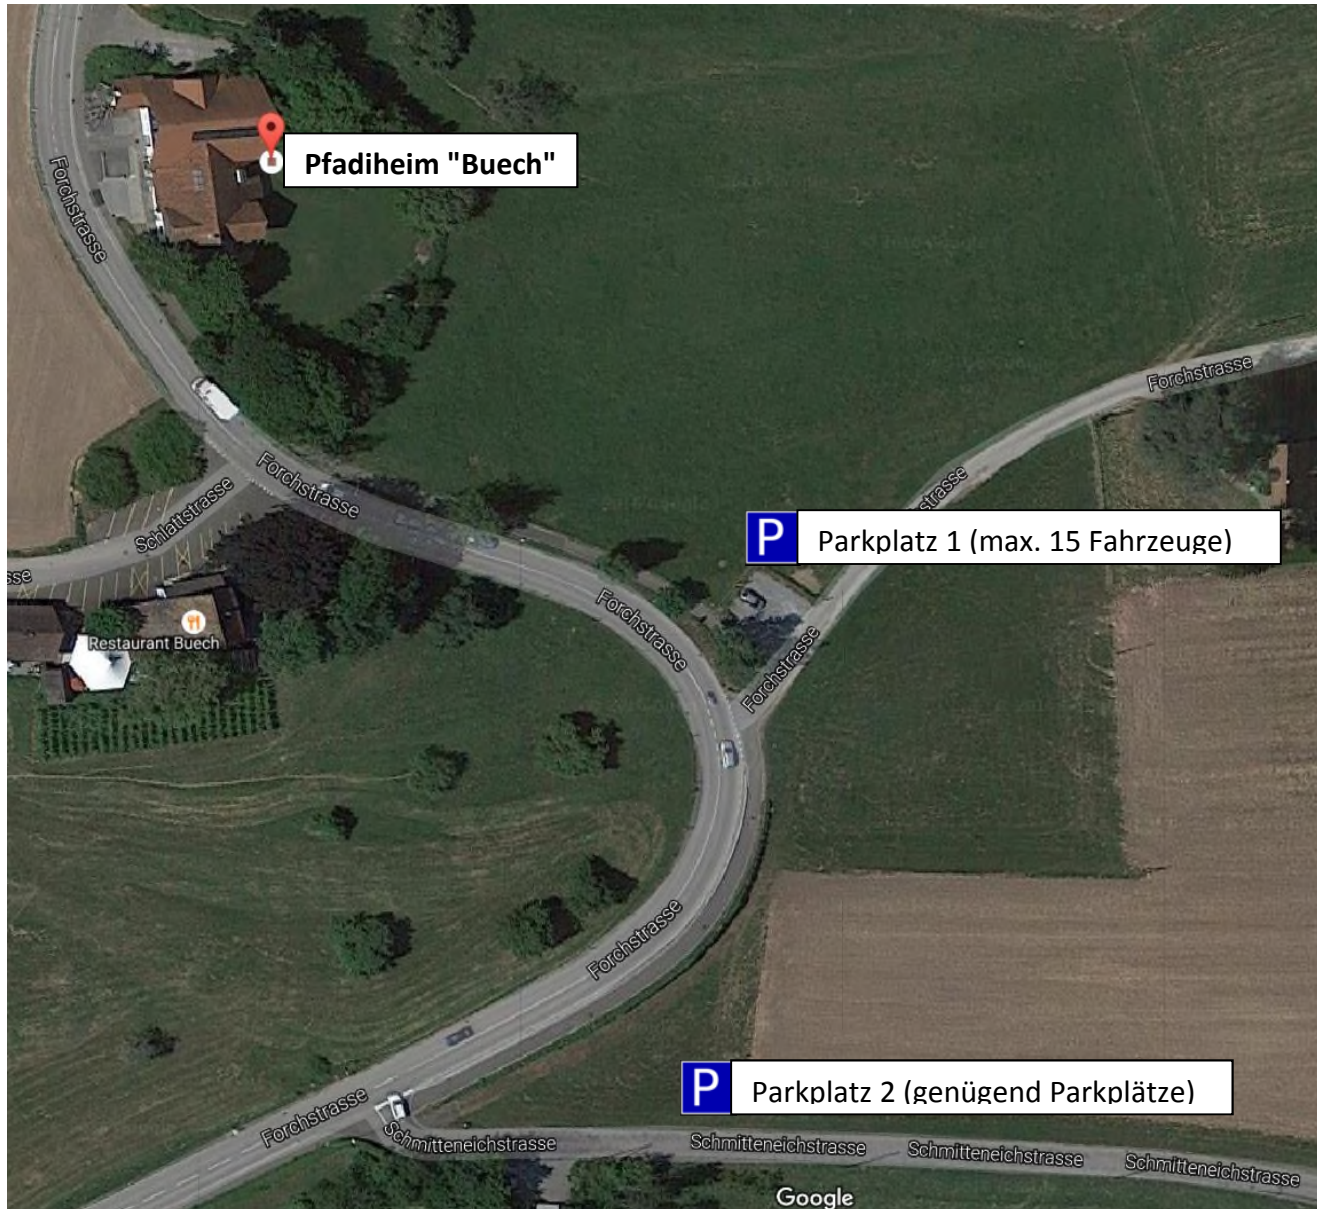 Pfadiheim "Buech"
Forchstrasse
Forchstrasse
Forchstrasse
strasse
Schlattstrasse
sse
P Parkplatz 1 (max. 15 Fahrzeuge)
Forchstrasse
Forchstrasse
Restaurant Buech
Forchstrasse
P Parkplatz 2 (genügend Parkplätze)
Forchstrasse
Schmitteneichstrasse
Schmitteneichstrasse
Schmitteneichstrasse
Schmitteneichstrasse
Google